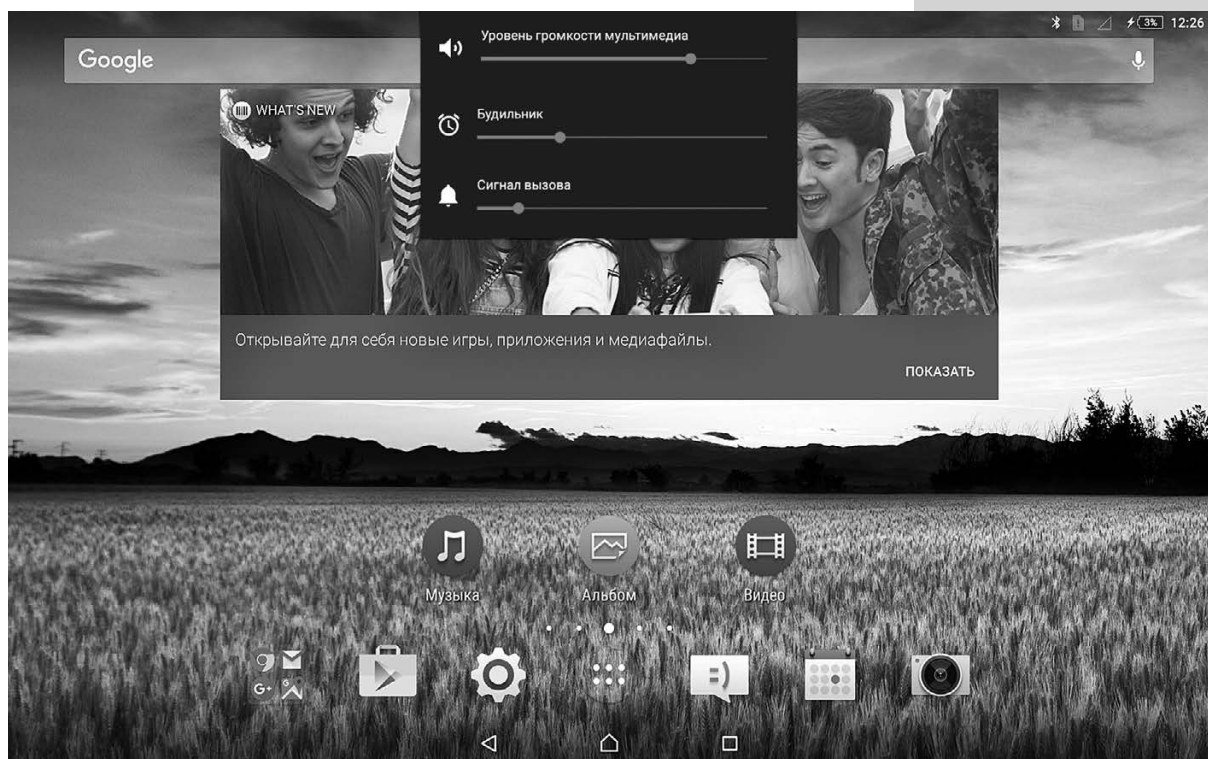 3% 12:26
Google
Уровень громкости мультимедиа
WHAT'S NEW
Будильник
Сигнал вызова
Открывайте для себя новые игры, приложения и медиафайлы.
ПОКАЗАТЬ
Музыка
Альбом
Видео
G+
G
=)